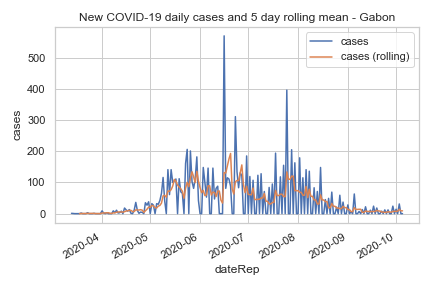 New COVID-19 daily cases and 5 day rolling mean - Gabon
cases
cases (rolling)
cases
500
400
300
200
100
0
2020-04
2020-05
2020-06
2020-07
2020-08
2020-09
2020-10
dateRep